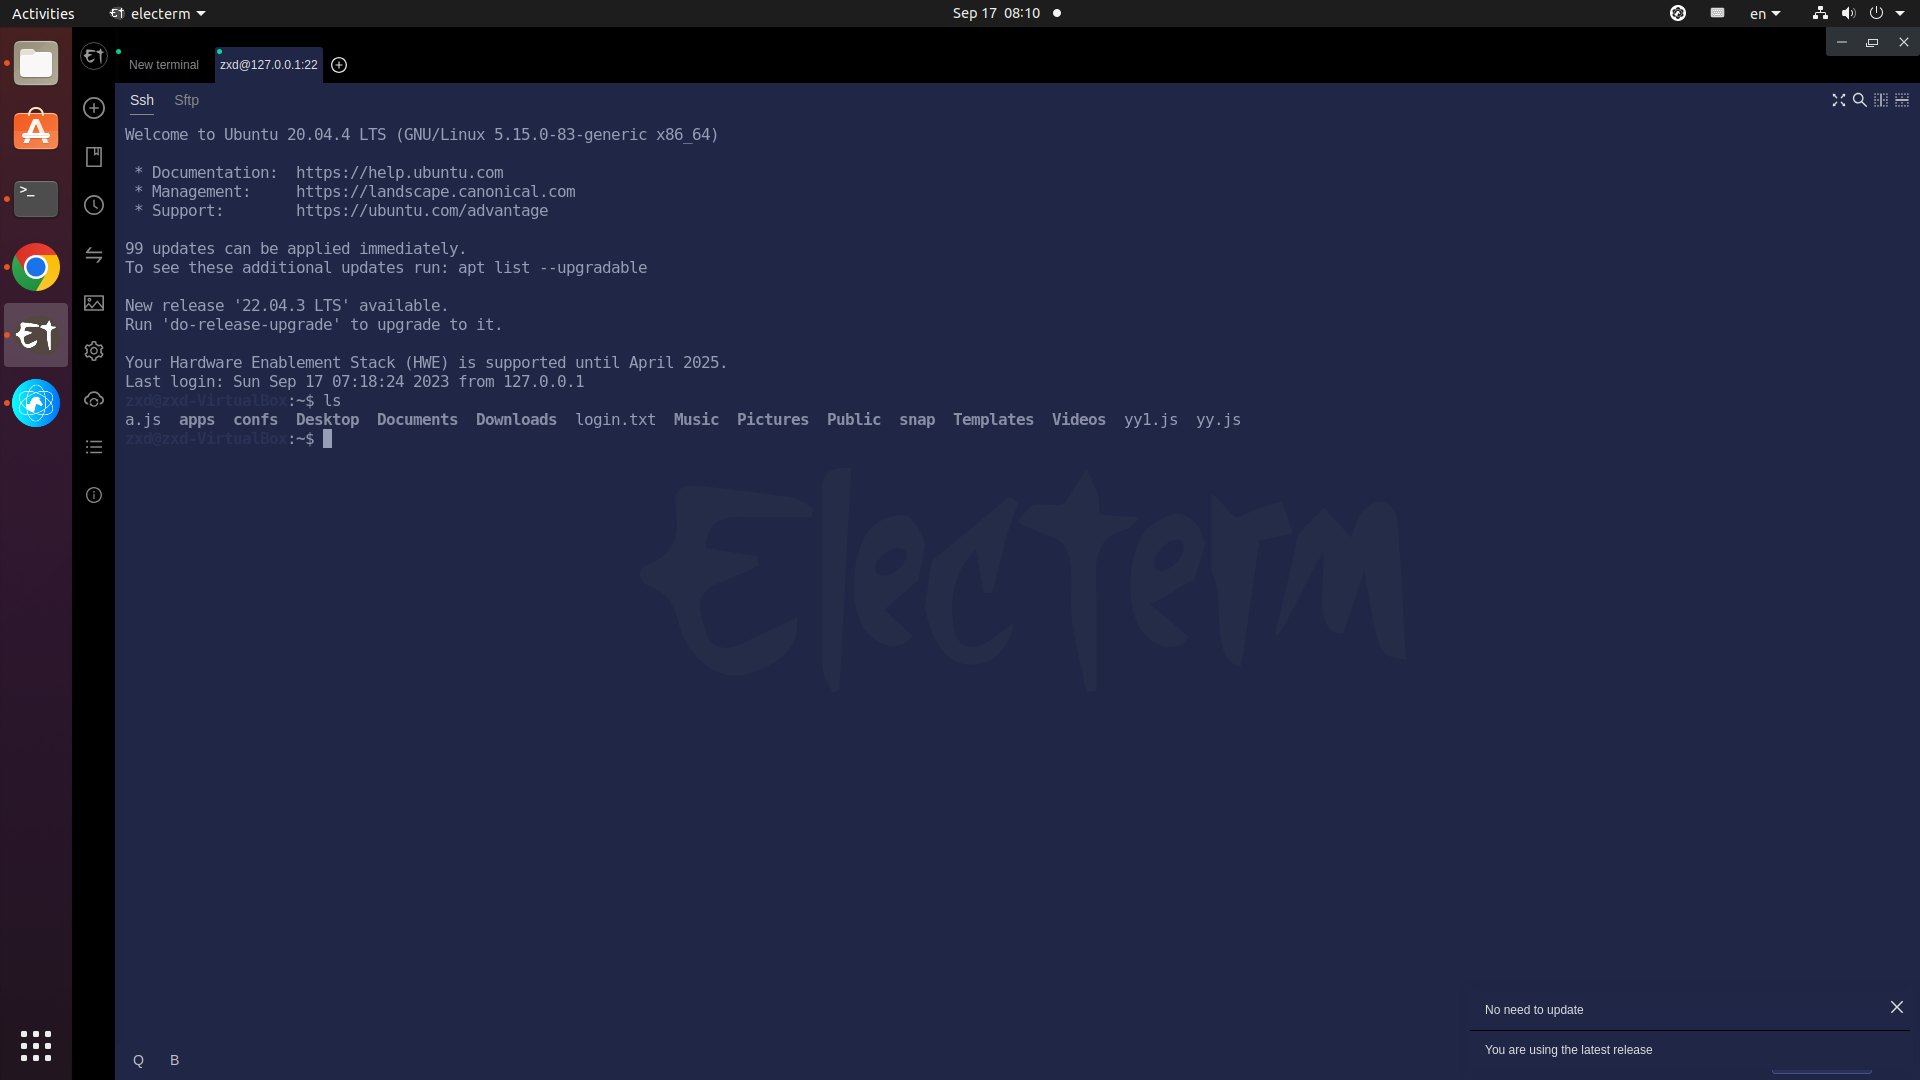 Activities electerm Sep 17 08:10 en
New terminal zxd@127.0.0.1:22
Ssh Sftp
Welcome to Ubuntu 20.04.4 LTS (GNU/Linux 5.15.0-83-generic x86_64)
* Documentation: https://help.ubuntu.com
* Management: https://landscape.canonical.com
* Support: https://ubuntu.com/advantage
99 updates can be applied immediately.
To see these additional updates run: apt list --upgradable
New release '22.04.3 LTS' available.
Run 'do-release-upgrade' to upgrade to it.
Your Hardware Enablement Stack (HWE) is supported until April 2025.
Last login: Sun Sep 17 07:18:24 2023 from 127.0.0.1
zxd@zxd-VirtualBox:~$ ls
a.js apps confs Desktop Documents Downloads login.txt Music Pictures Public snap Templates Videos yy1.js yy.js
zxd@zxd-VirtualBox:~$
Electerm
No need to update
You are using the latest release
Q B